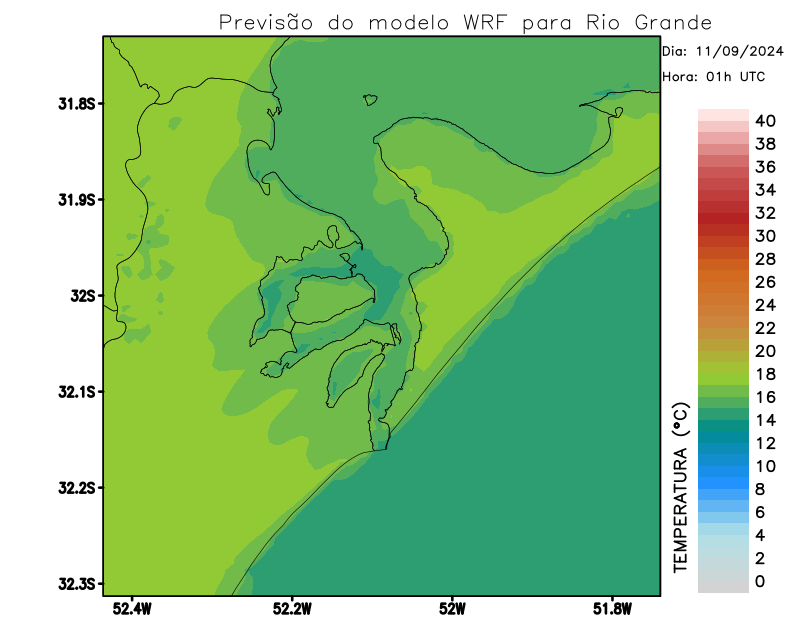 Previsão do modelo WRF para Rio Grande
Dia: 11/09/2024
Hora: 01h UTC
31.8S
31.9S
32S
32.1S
32.2S
32.3S
52.4W
52.2W
52W
51.8W
TEMPERATURA (°C)
40
38
36
34
32
30
28
26
24
22
20
18
16
14
12
10
8
6
4
2
0